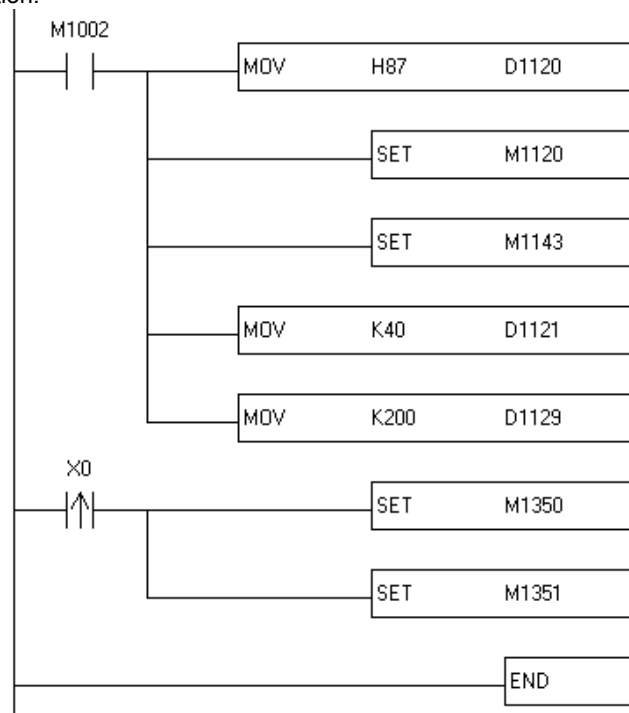 M1002
MOV H87 D1120
SET M1120
SET M1143
MOV K40 D1121
MOV K200 D1129
X0
SET M1350
SET M1351
END